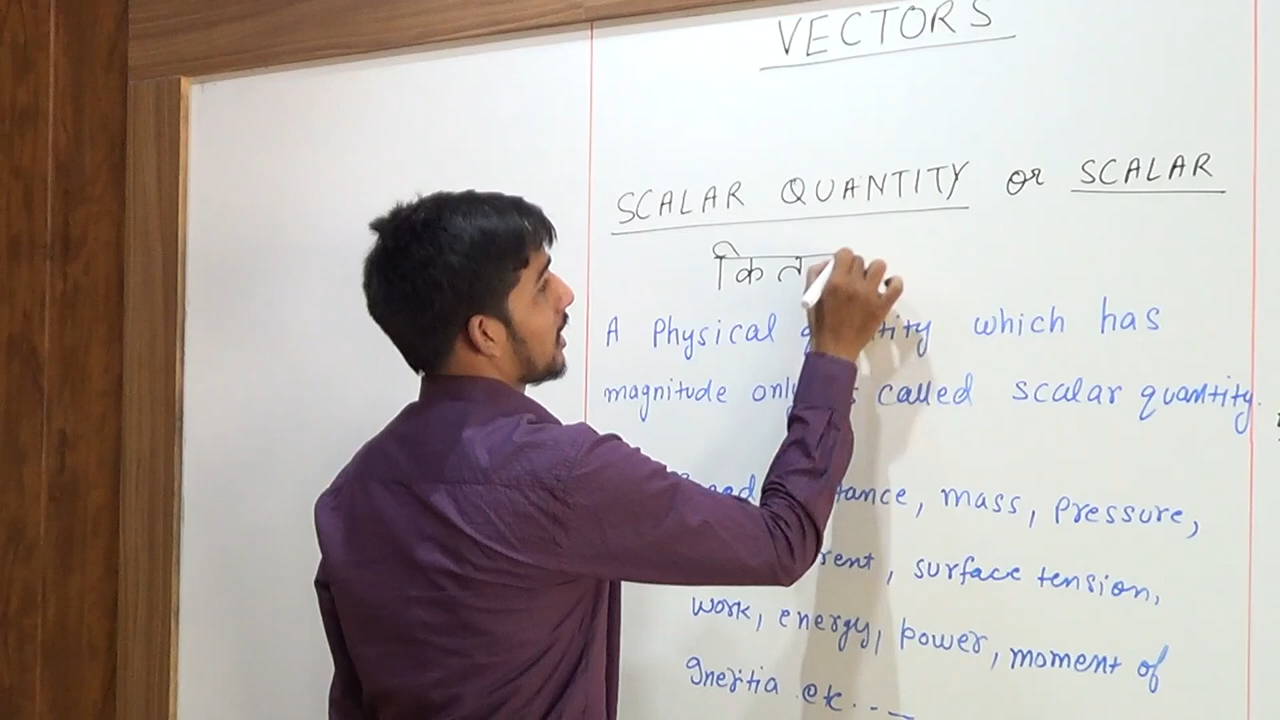 VECTORS
SCALAR QUANTITY or SCALAR
कित
A Physical which has
magnitude only called scalar quantity.
mass, pressure,
surface tension,
work, energy, power, moment of
Inertia etc...